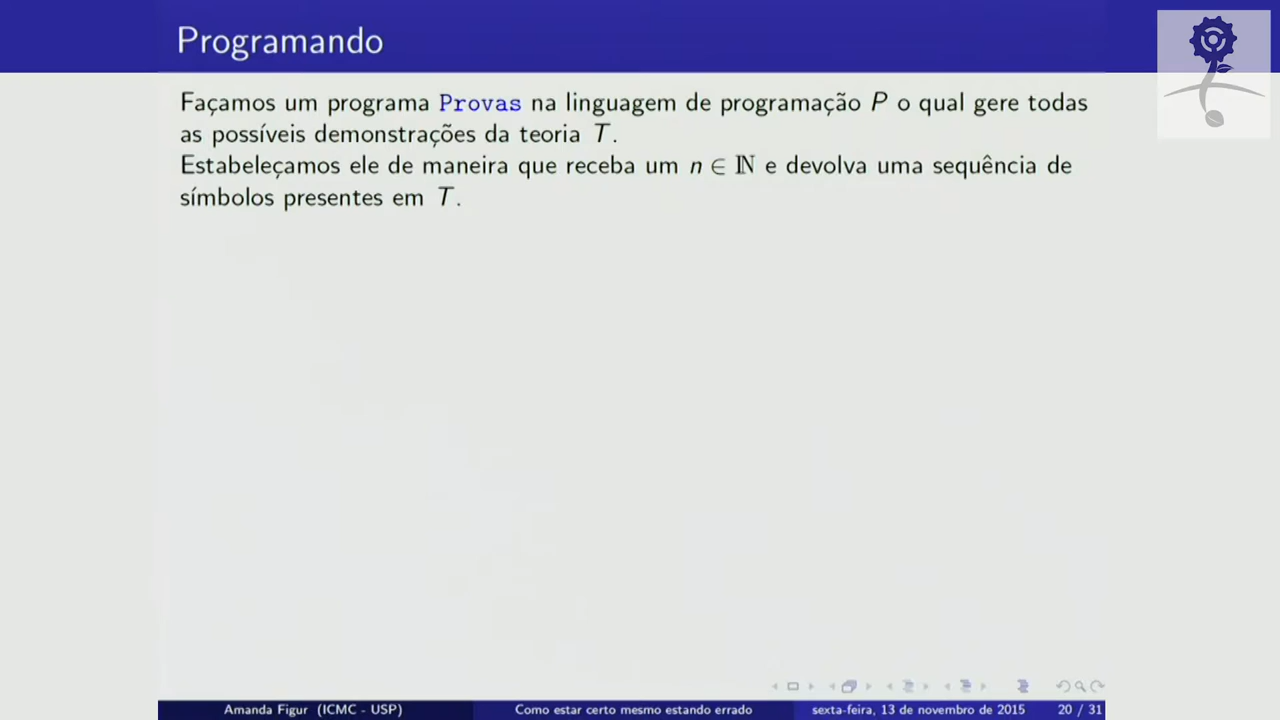 Programando
Façamos um programa Provas na linguagem de programação P o qual gere todas
as possíveis demonstrações da teoria T.
Estabeleçamos ele de maneira que receba um n ∈ ℕ e devolva uma sequência de
símbolos presentes em T.
Amanda Figur (ICMC - USP) Como estar certo mesmo estando errado sexta-feira, 13 de novembro de 2015 20 / 31